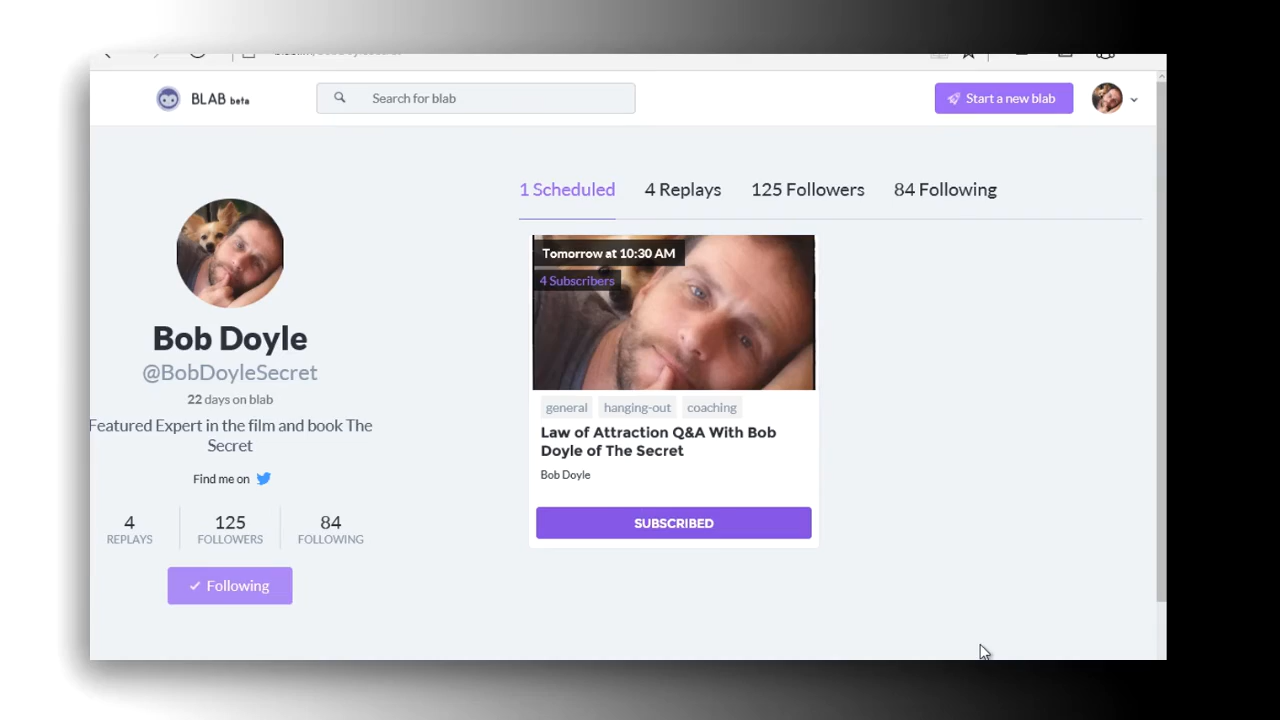 BLAB beta
Search for blab
Start a new blab
1 Scheduled
4 Replays
125 Followers
84 Following
Tomorrow at 10:30 AM
4 Subscribers
general
hanging-out
coaching
Law of Attraction Q&A With Bob
Doyle of The Secret
Bob Doyle
SUBSCRIBED
Bob Doyle
@BobDoyleSecret
22 days on blab
Featured Expert in the film and book The
Secret
Find me on
4
REPLAYS
125
FOLLOWERS
84
FOLLOWING
Following